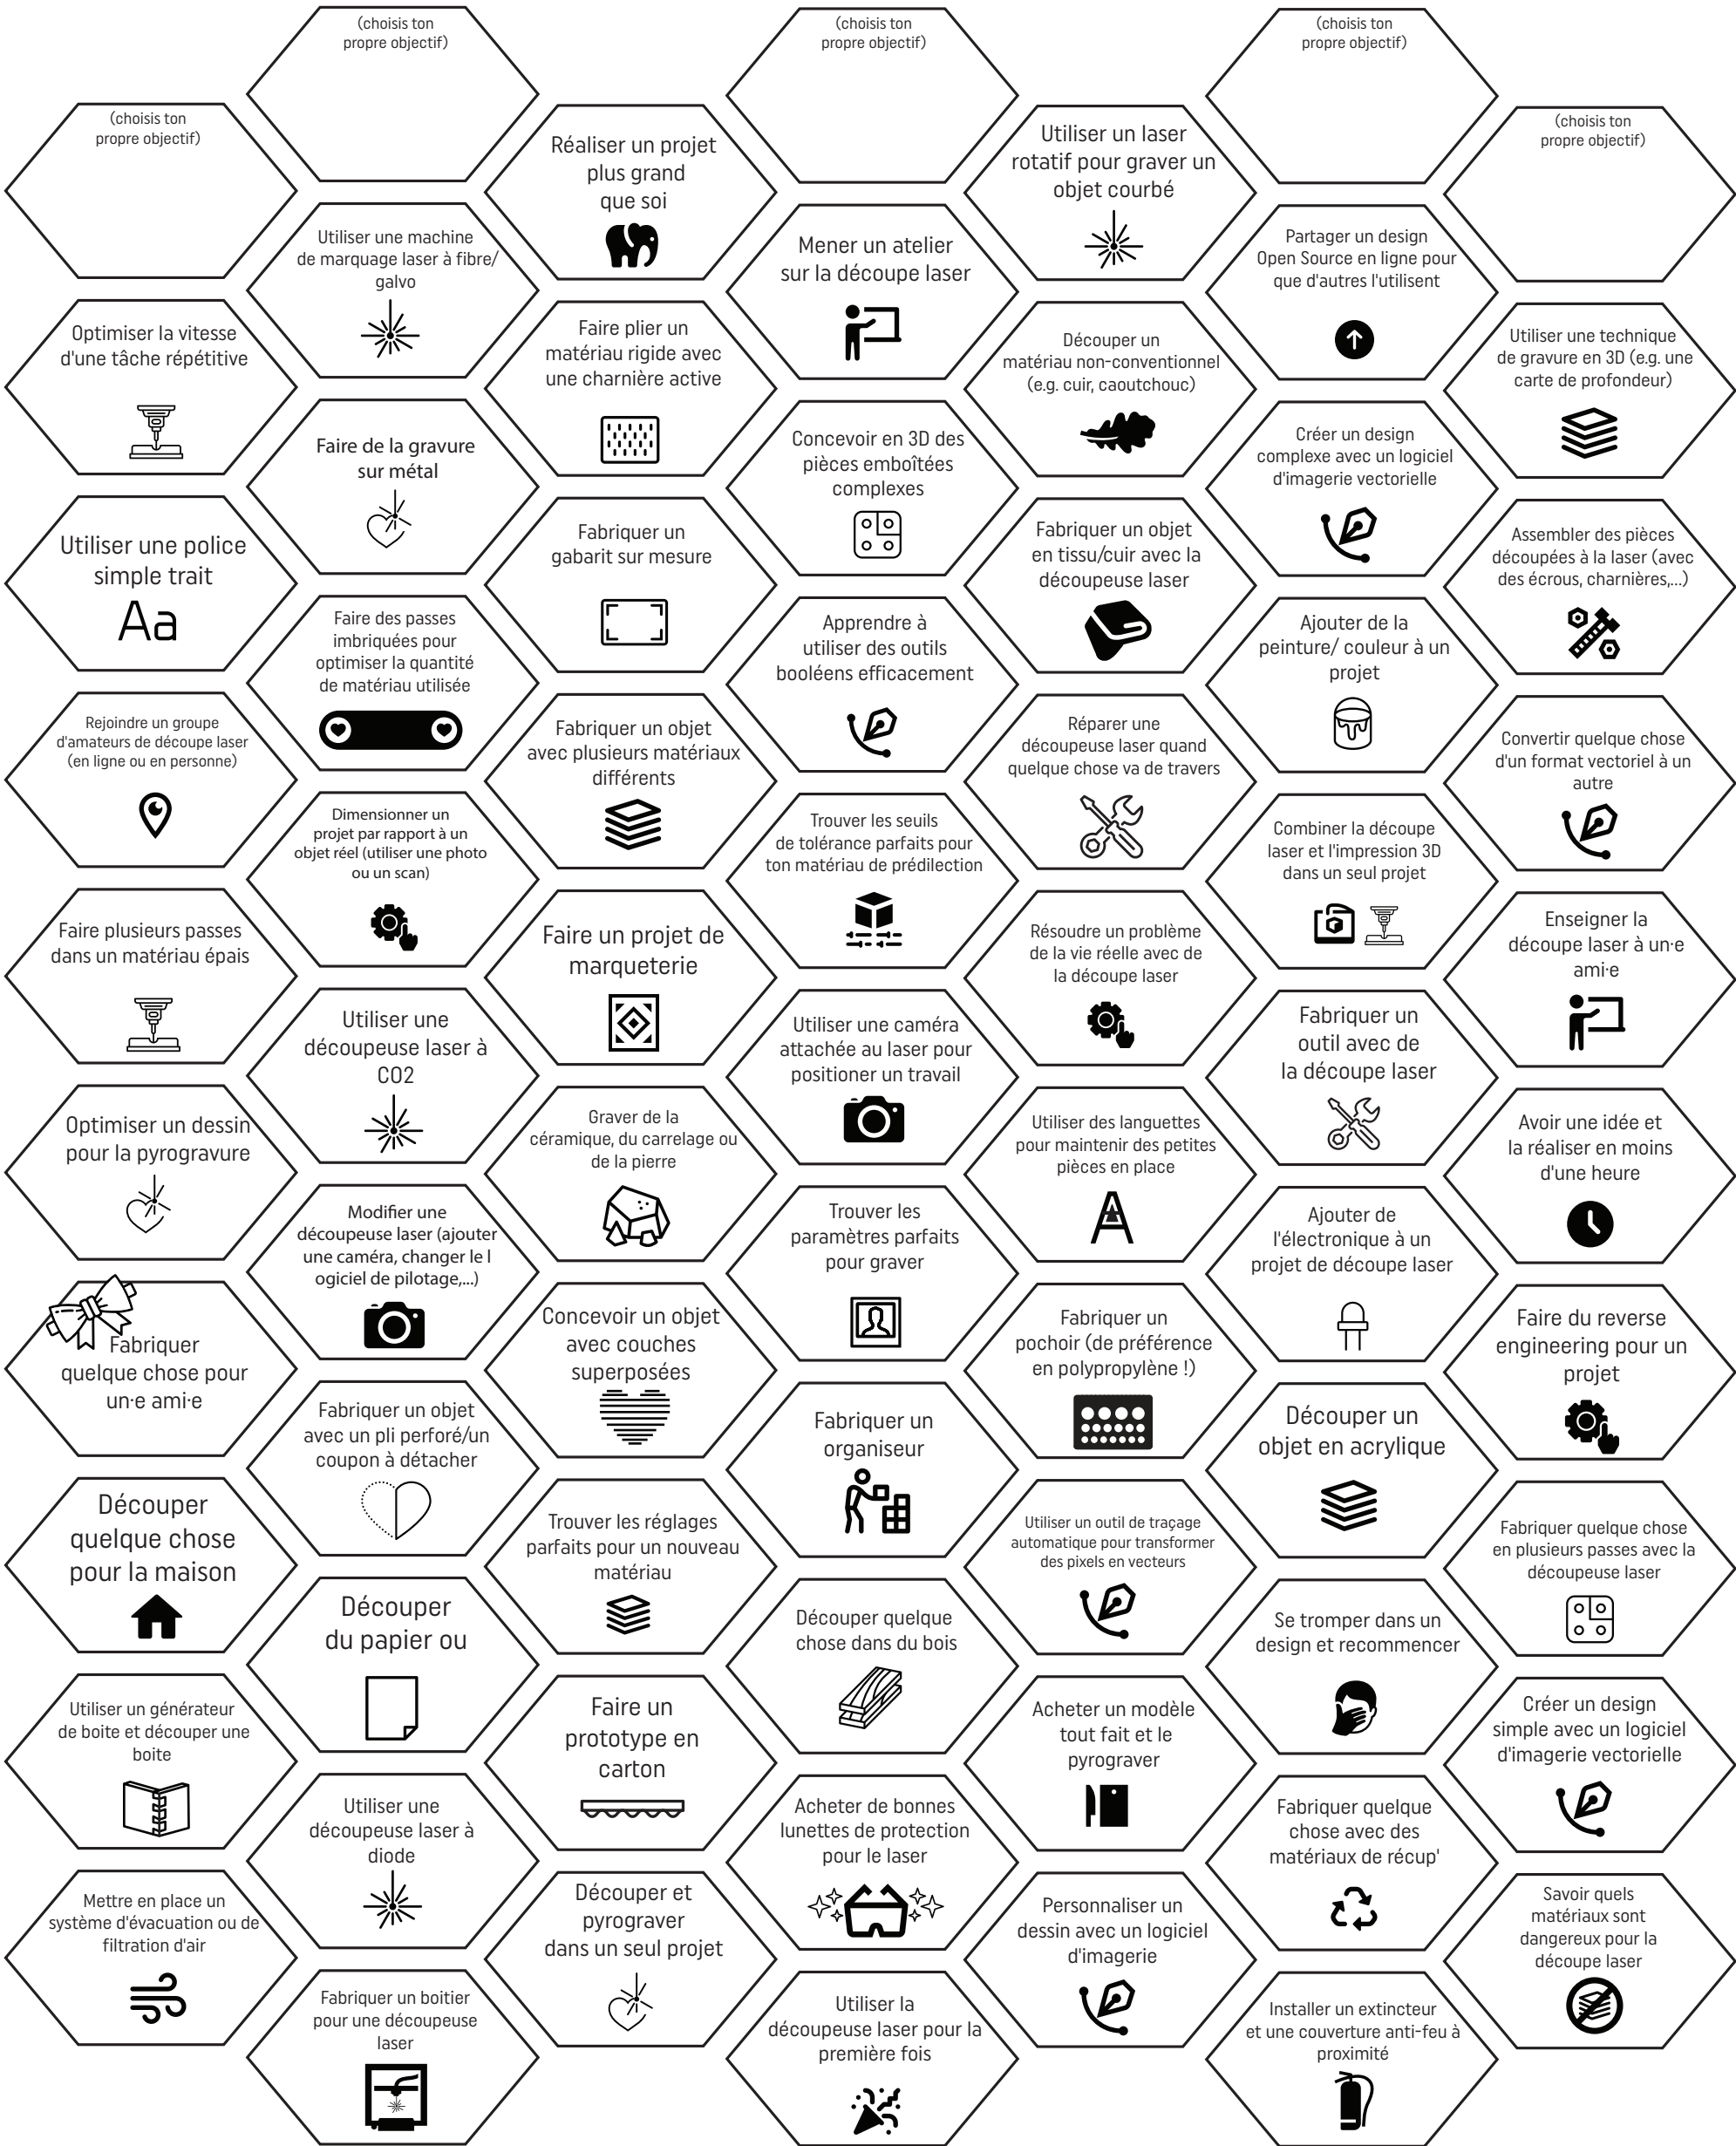 (choisis ton
propre objectif)
Optimiser la vitesse
d'une tâche répétitive
Utiliser une police
simple trait
Aa
Rejoindre un groupe
d'amateurs de découpe laser
(en ligne ou en personne)
Faire plusieurs passes
dans un matériau épais
Optimiser un dessin
pour la pyrogravure
Fabriquer
quelque chose pour
un·e ami·e
Découper
quelque chose
pour la maison
Utiliser un générateur
de boite et découper une
boite
Mettre en place un
système d'évacuation ou de
filtration d'air
(choisis ton
propre objectif)
Utiliser une machine
de marquage laser à fibre/
galvo
Faire de la gravure
sur métal
Faire des passes
imbriquées pour
optimiser la quantité
de matériau utilisée
Dimensionner un
projet par rapport à un
objet réel (utiliser une photo
ou un scan)
Utiliser une
découpeuse laser à
CO2
Modifier une
découpeuse laser (ajouter
une caméra, changer le l
ogiciel de pilotage,...)
Fabriquer un objet
avec un pli perforé/un
coupon à détacher
Découper
du papier ou
Utiliser une
découpeuse laser à
diode
Fabriquer un boitier
pour une découpeuse
laser
Réaliser un projet
plus grand
que soi
Faire plier un
matériau rigide avec
une charnière active
Fabriquer un
gabarit sur mesure
Fabriquer un objet
avec plusieurs matériaux
différents
Faire un projet de
marqueterie
Graver de la
céramique, du carrelage ou
de la pierre
Concevoir un objet
avec couches
superposées
Trouver les réglages
parfaits pour un nouveau
matériau
Faire un
prototype en
carton
Découper et
pyrograver
dans un seul projet
(choisis ton
propre objectif)
Mener un atelier
sur la découpe laser
Concevoir en 3D des
pièces emboîtées
complexes
Apprendre à
utiliser des outils
booléens efficacement
Trouver les seuils
de tolérance parfaits pour
ton matériau de prédilection
Utiliser une caméra
attachée au laser pour
positioner un travail
Trouver les
paramètres parfaits
pour graver
Fabriquer un
organiseur
Découper quelque
chose dans du bois
Acheter de bonnes
lunettes de protection
pour le laser
Utiliser la
découpeuse laser pour la
première fois
Utiliser un laser
rotatif pour graver un
objet courbé
Découper un
matériau non-conventionnel
(e.g. cuir, caoutchouc)
Fabriquer un objet
en tissu/cuir avec la
découpeuse laser
Réparer une
découpeuse laser quand
quelque chose va de travers
Résoudre un problème
de la vie réelle avec de
la découpe laser
Utiliser des languettes
pour maintenir des petites
pièces en place
A
Fabriquer un
pochoir (de préférence
en polypropylène !)
Utiliser un outil de traçage
automatique pour transformer
des pixels en vecteurs
Acheter un modèle
tout fait et le
pyrograver
Personnaliser un
dessin avec un logiciel
d'imagerie
(choisis ton
propre objectif)
Partager un design
Open Source en ligne pour
que d'autres l'utilisent
Créer un design
complexe avec un logiciel
d'imagerie vectorielle
Ajouter de la
peinture/ couleur à un
projet
Combiner la découpe
laser et l'impression 3D
dans un seul projet
Fabriquer un
outil avec de
la découpe laser
Ajouter de
l'électronique à un
projet de découpe laser
Découper un
objet en acrylique
Se tromper dans un
design et recommencer
Fabriquer quelque
chose avec des
matériaux de récup'
Installer un extincteur
et une couverture anti-feu à
proximité
(choisis ton
propre objectif)
Utiliser une technique
de gravure en 3D (e.g. une
carte de profondeur)
Assembler des pièces
découpées à la laser (avec
des écrous, charnières,...)
Convertir quelque chose
d'un format vectoriel à un
autre
Enseigner la
découpe laser à un·e
ami·e
Avoir une idée et
la réaliser en moins
d'une heure
Faire du reverse
engineering pour un
projet
Fabriquer quelque chose
en plusieurs passes avec la
découpeuse laser
Créer un design
simple avec un logiciel
d'imagerie vectorielle
Savoir quels
matériaux sont
dangereux pour la
découpe laser